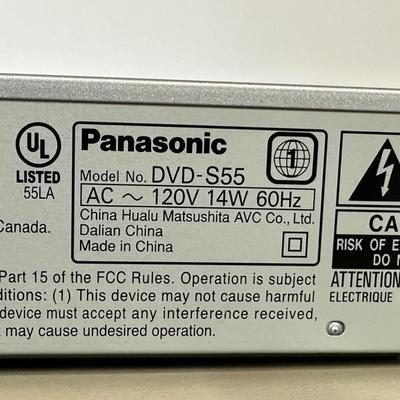 UL
LISTED
55LA
Canada.
Panasonic
1
Model No. DVD-S55
AC ~ 120V 14W 60Hz
China Hualu Matsushita AVC Co., Ltd.
Dalian China
Made in China
CA
RISK OF E
DO N
ATTENTION
ELECTRIQUE
Part 15 of the FCC Rules. Operation is subject
ditions: (1) This device may not cause harmful
device must accept any interference received,
t may cause undesired operation.